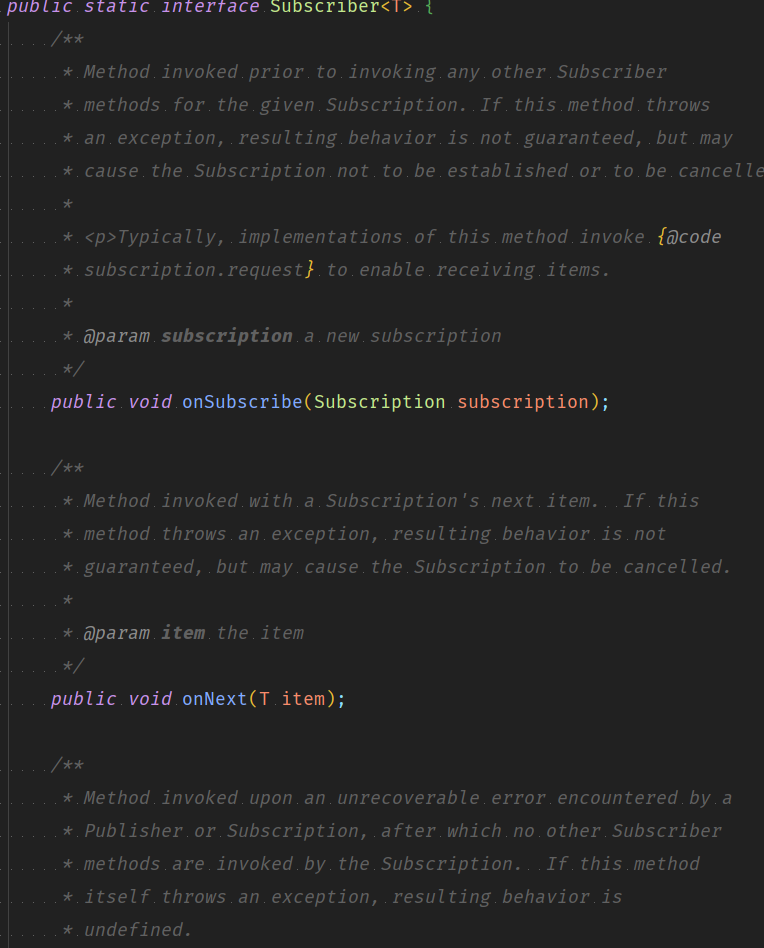 public static interface Subscriber<T> {
/**
* Method invoked prior to invoking any other Subscriber
* methods for the given Subscription. If this method throws
* an exception, resulting behavior is not guaranteed, but may
* cause the Subscription not to be established or to be cancelle
*
* <p>Typically, implementations of this method invoke {@code
* subscription.request} to enable receiving items.
*
* @param subscription a new subscription
*/
public void onSubscribe(Subscription subscription);
/**
* Method invoked with a Subscription's next item.  If this
* method throws an exception, resulting behavior is not
* guaranteed, but may cause the Subscription to be cancelled.
*
* @param item the item
*/
public void onNext(T item);
/**
* Method invoked upon an unrecoverable error encountered by a
* Publisher or Subscription, after which no other Subscriber
* methods are invoked by the Subscription.  If this method
* itself throws an exception, resulting behavior is
* undefined.